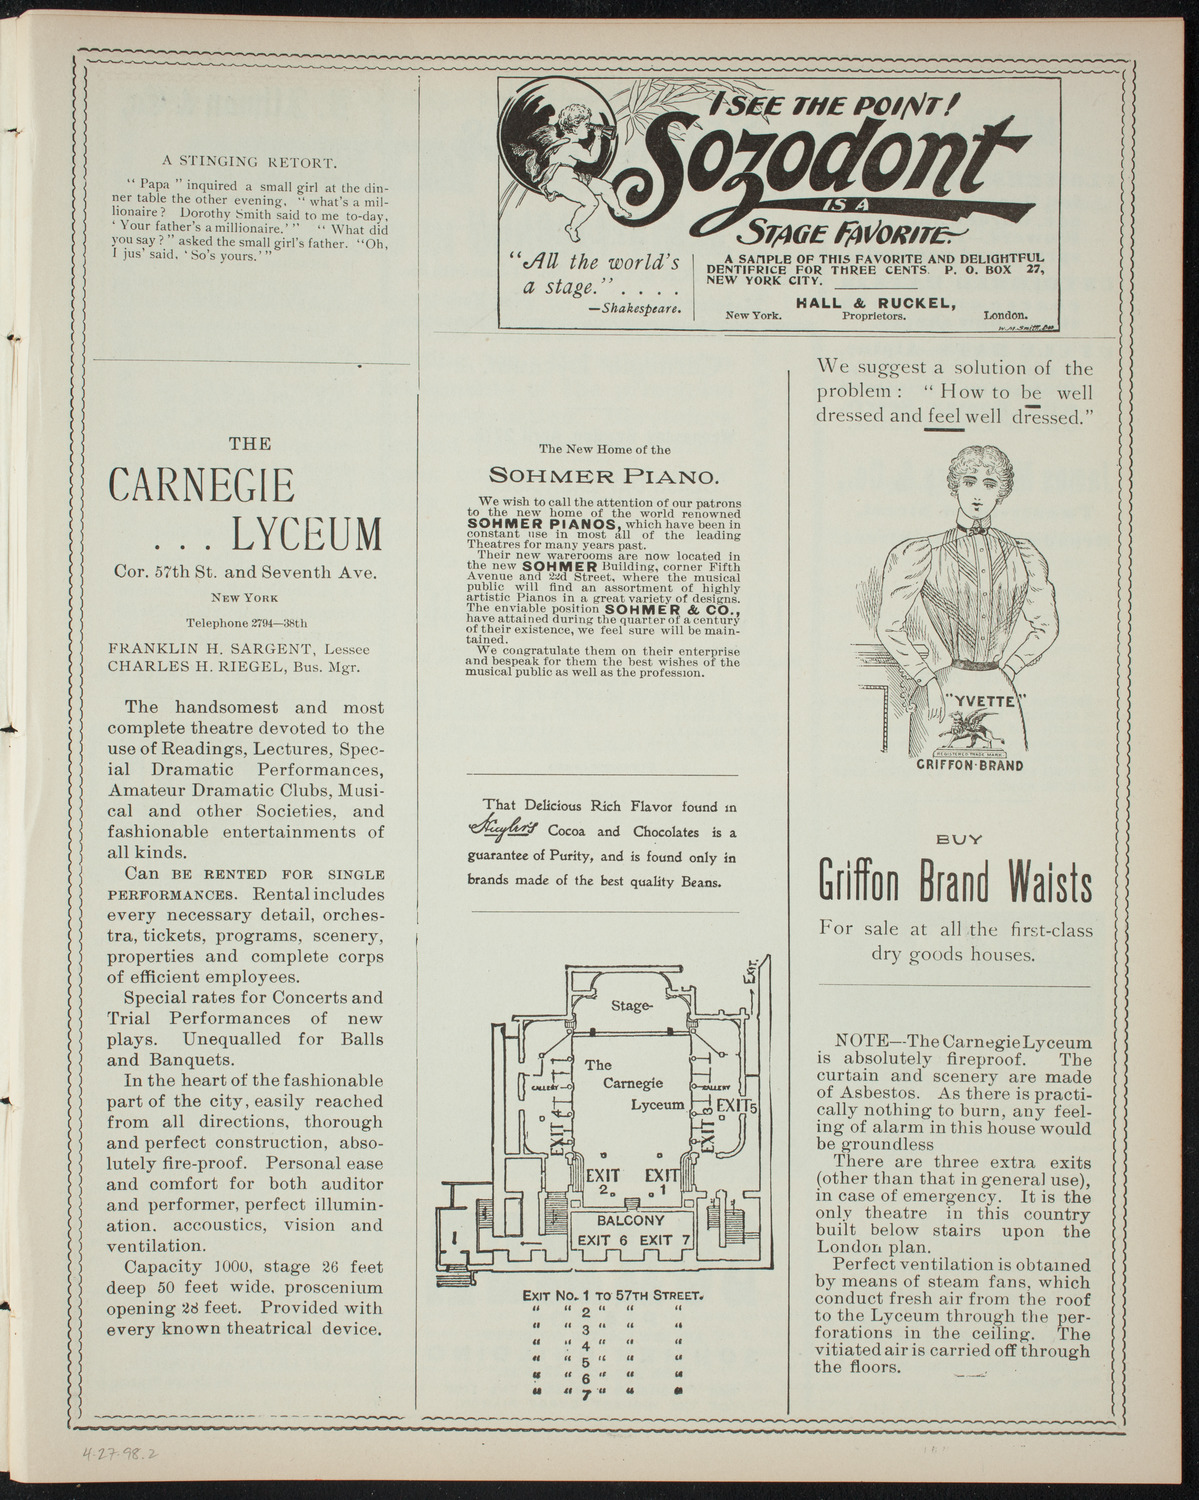 A STINGING RETORT.
“ Papa ” inquired a small girl at the din-
ner table the other evening, “ what's a mil-
lionaire? Dorothy Smith said to me to-day,
‘ Your father's a millionaire.’ ” “ What did
you say ? ” asked the small girl's father. “Oh,
I jus' said, ‘ So's yours.’ ”
THE
CARNEGIE
. . . LYCEUM
Cor. 57th St. and Seventh Ave.
NEW YORK
Telephone 2794—38th
FRANKLIN H. SARGENT, Lessee
CHARLES H. RIEGEL, Bus. Mgr.
The handsomest and most
complete theatre devoted to the
use of Readings, Lectures, Spec-
ial Dramatic Performances,
Amateur Dramatic Clubs, Musi-
cal and other Societies, and
fashionable entertainments of
all kinds.
Can BE RENTED FOR SINGLE
PERFORMANCES. Rental includes
every necessary detail, orches-
tra, tickets, programs, scenery,
properties and complete corps
of efficient employees.
Special rates for Concerts and
Trial Performances of new
plays. Unequalled for Balls
and Banquets.
In the heart of the fashionable
part of the city, easily reached
from all directions, thorough
and perfect construction, abso-
lutely fire-proof. Personal ease
and comfort for both auditor
and performer, perfect illumin-
ation. accoustics, vision and
ventilation.
Capacity 1000, stage 26 feet
deep 50 feet wide, proscenium
opening 28 feet. Provided with
every known theatrical device.
I SEE THE POINT!
Sozodont
IS A
STAGE FAVORITE.
“All the world's
a stage.” . . . .
—Shakespeare.
A SAMPLE OF THIS FAVORITE AND DELIGHTFUL
DENTIFRICE FOR THREE CENTS. P. O. BOX 27,
NEW YORK CITY.
HALL & RUCKEL,
New York. Proprietors. London.
The New Home of the
SOHMER PIANO.
We wish to call the attention of our patrons
to the new home of the world renowned
SOHMER PIANOS, which have been in
constant use in most all of the leading
Theatres for many years past.
Their new warerooms are now located in
the new SOHMER Building, corner Fifth
Avenue and 22d Street, where the musical
public will find an assortment of highly
artistic Pianos in a great variety of designs.
The enviable position SOHMER & CO.,
have attained during the quarter of a century
of their existence, we feel sure will be main-
tained.
We congratulate them on their enterprise
and bespeak for them the best wishes of the
musical public as well as the profession.
That Delicious Rich Flavor found in
Huyler's Cocoa and Chocolates is a
guarantee of Purity, and is found only in
brands made of the best quality Beans.
EXIT.
Stage-
The
Carnegie
Lyceum
GALLERY
GALLERY
EXIT 4
EXIT 3
EXIT 5
EXIT EXIT
2. . 1
BALCONY
EXIT 6 EXIT 7
EXIT NO. 1 TO 57TH STREET.
“ “ 2 “ “ “
“ “ 3 “ “ “
“ “ 4 “ “ “
“ “ 5 “ “ “
“ “ 6 “ “ “
“ “ 7 “ “ “
We suggest a solution of the
problem : “ How to be well
dressed and feel well dressed.”
“YVETTE”
REGISTERED TRADE MARK
GRIFFON-BRAND
BUY
Griffon Brand Waists
For sale at all the first-class
dry goods houses.
NOTE—The Carnegie Lyceum
is absolutely fireproof. The
curtain and scenery are made
of Asbestos. As there is practi-
cally nothing to burn, any feel-
ing of alarm in this house would
be groundless
There are three extra exits
(other than that in general use),
in case of emergency. It is the
only theatre in this country
built below stairs upon the
London plan.
Perfect ventilation is obtained
by means of steam fans, which
conduct fresh air from the roof
to the Lyceum through the per-
forations in the ceiling. The
vitiated air is carried off through
the floors.
4-27-98.2